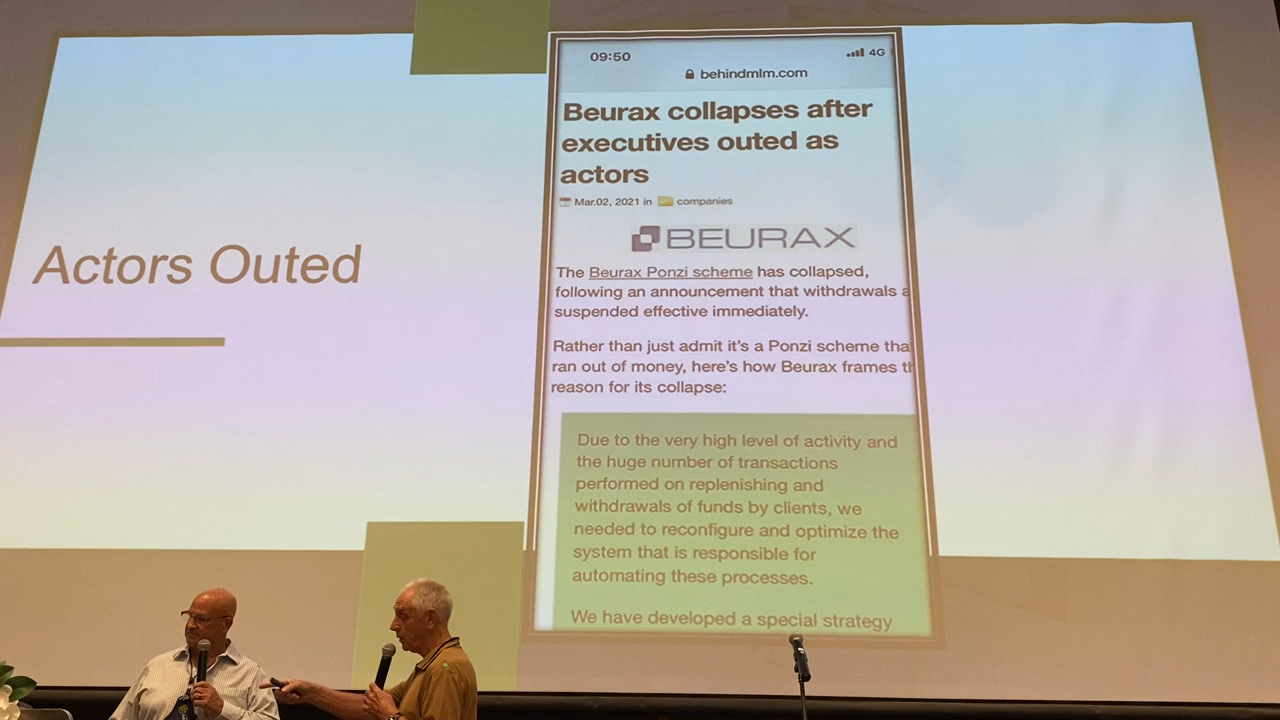 Actors Outed
09:50
4G
behindmlm.com
Beurax collapses after
executives outed as
actors
Mar.02, 2021 in companies
BEURAX
The Beurax Ponzi scheme has collapsed,
following an announcement that withdrawals a
suspended effective immediately.
Rather than just admit it's a Ponzi scheme tha
ran out of money, here's how Beurax frames th
reason for its collapse:
Due to the very high level of activity and
the huge number of transactions
performed on replenishing and
withdrawals of funds by clients, we
needed to reconfigure and optimize the
system that is responsible for
automating these processes.
We have developed a special strategy